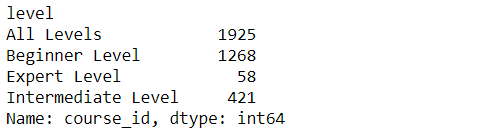 level
All Levels 1925
Beginner Level 1268
Expert Level 58
Intermediate Level 421
Name: course_id, dtype: int64